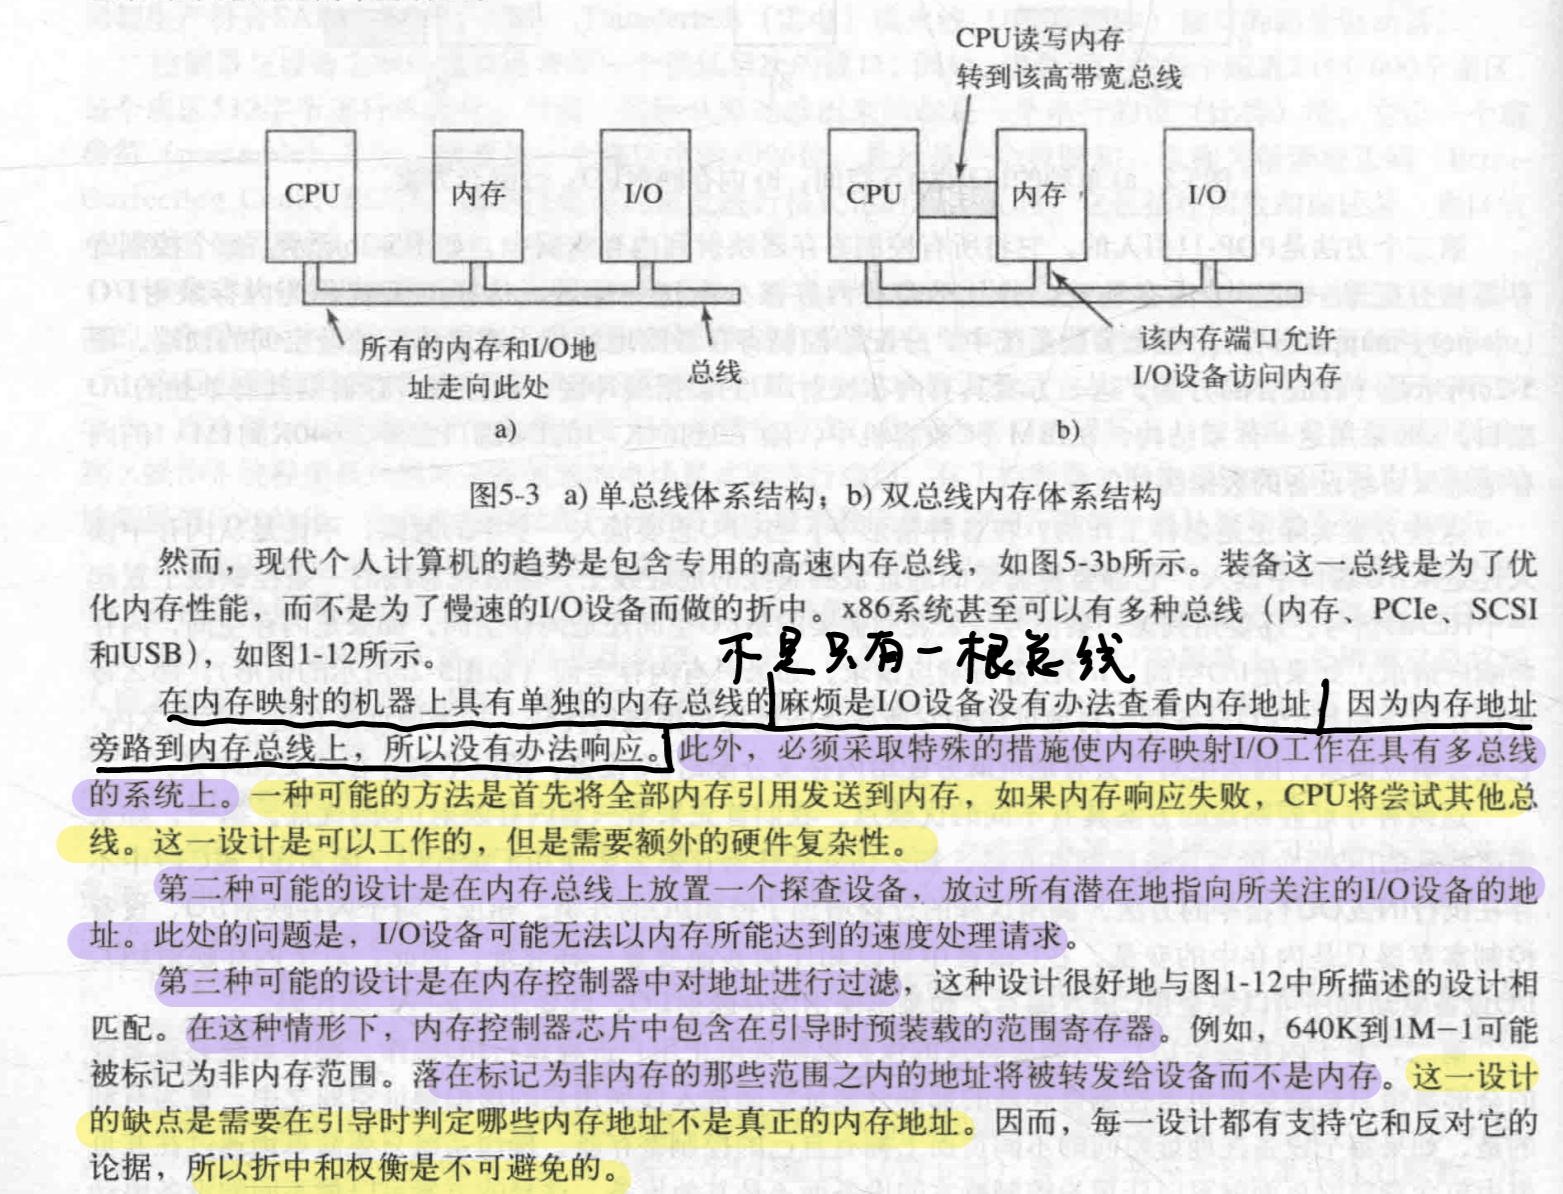 CPU读写内存
转到该高带宽总线
CPU
内存
I/O
CPU
内存
I/O
所有的内存和I/O地
址走向此处
总线
该内存端口允许
I/O设备访问内存
a)
b)
图5-3 a) 单总线体系结构；b) 双总线内存体系结构
然而，现代个人计算机的趋势是包含专用的高速内存总线，如图5-3b所示。装备这一总线是为了优
化内存性能，而不是为了慢速的I/O设备而做的折中。x86系统甚至可以有多种总线（内存、PCIe、SCSI
和USB），如图1-12所示。
不是只有一根总线
在内存映射的机器上具有单独的内存总线的麻烦是I/O设备没有办法查看内存地址，因为内存地址
旁路到内存总线上，所以没有办法响应。此外，必须采取特殊的措施使内存映射I/O工作在具有多总线
的系统上。一种可能的方法是首先将全部内存引用发送到内存，如果内存响应失败，CPU将尝试其他总
线。这一设计是可以工作的，但是需要额外的硬件复杂性。
第二种可能的设计是在内存总线上放置一个探查设备，放过所有潜在地指向所关注的I/O设备的地
址。此处的问题是，I/O设备可能无法以内存所能达到的速度处理请求。
第三种可能的设计是在内存控制器中对地址进行过滤，这种设计很好地与图1-12中所描述的设计相
匹配。在这种情形下，内存控制器芯片中包含在引导时预装载的范围寄存器。例如，640K到1M−1可能
被标记为非内存范围。落在标记为非内存的那些范围之内的地址将被转发给设备而不是内存。这一设计
的缺点是需要在引导时判定哪些内存地址不是真正的内存地址。因而，每一设计都有支持它和反对它的
论据，所以折中和权衡是不可避免的。